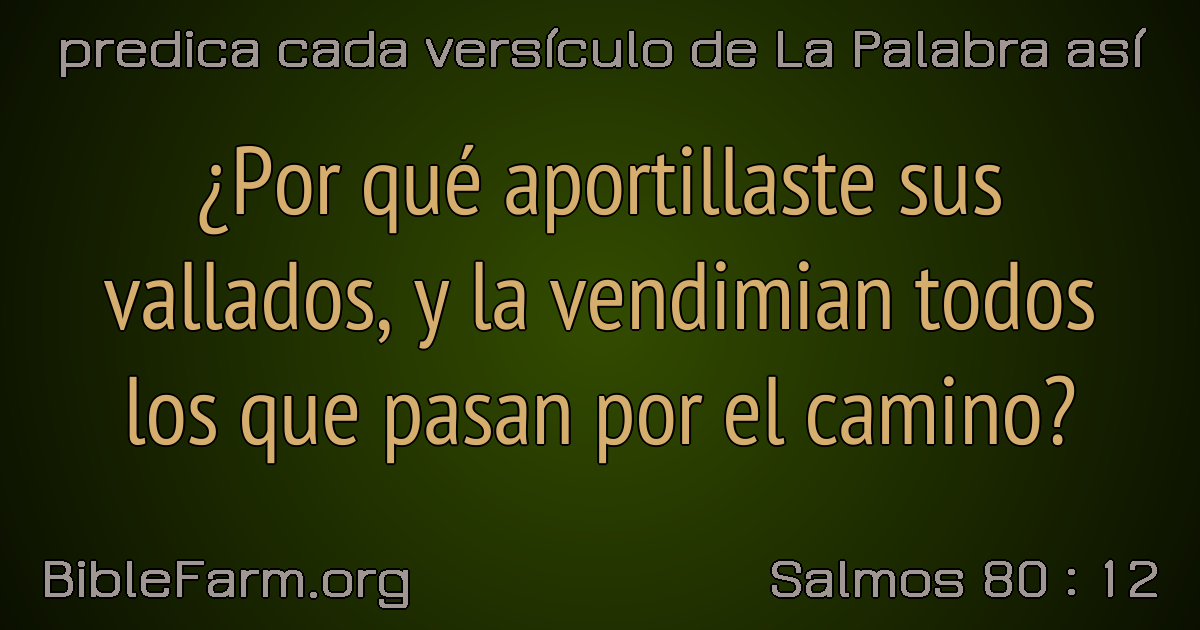 predica cada versículo de La Palabra así
¿Por qué aportillaste sus
vallados, y la vendimian todos
los que pasan por el camino?
BibleFarm.org
Salmos 80 : 12